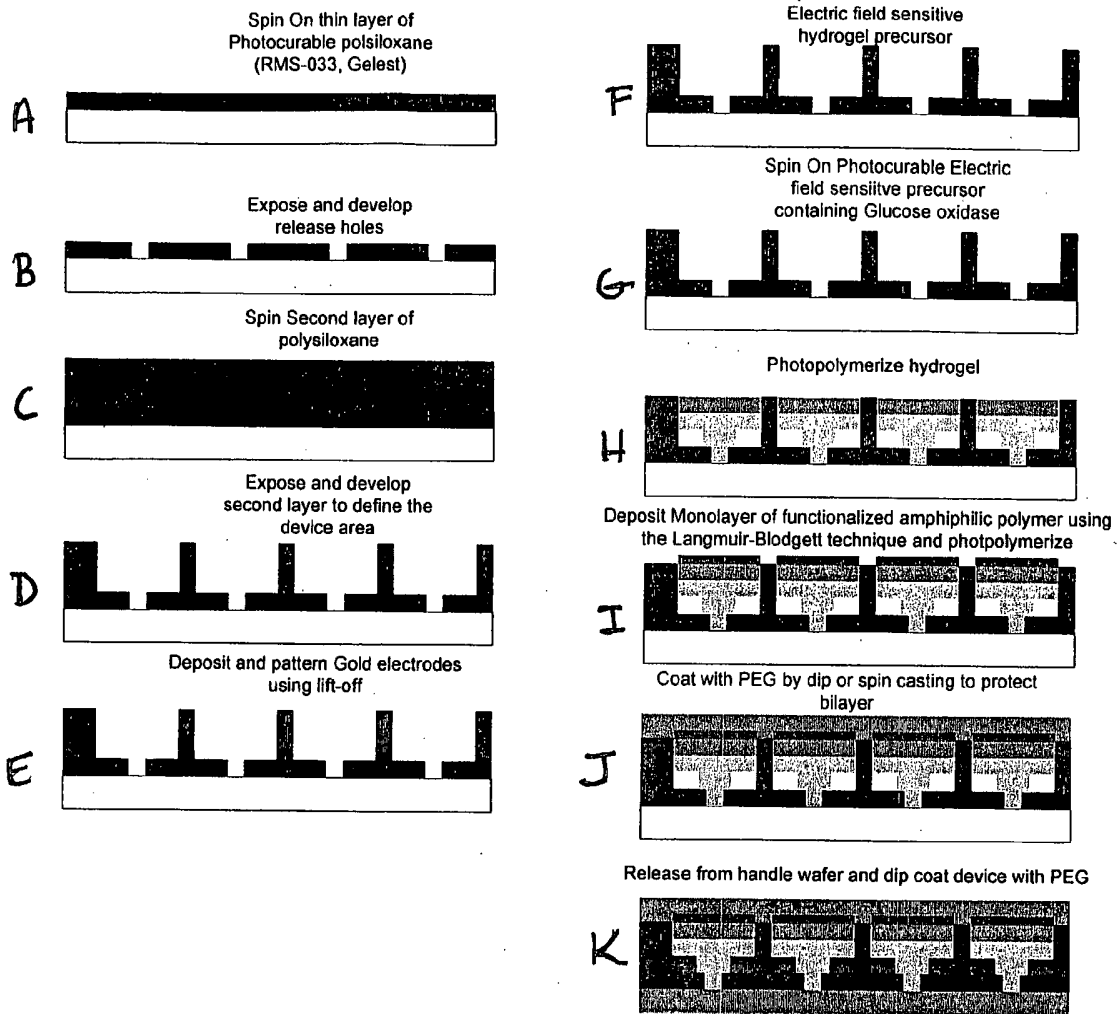 Spin On thin layer of
Photocurable polsiloxane
(RMS-033, Gelest)
A
Expose and develop
release holes
B
Spin Second layer of
polysiloxane
C
Expose and develop
second layer to define the
device area
D
Deposit and pattern Gold electrodes
using lift-off
E
Electric field sensitive
hydrogel precursor
F
Spin On Photocurable Electric
field sensiitve precursor
containing Glucose oxidase
G
Photopolymerize hydrogel
H
Deposit Monolayer of functionalized amphiphilic polymer using
the Langmuir-Blodgett technique and photpolymerize
I
Coat with PEG by dip or spin casting to protect
bilayer
J
Release from handle wafer and dip coat device with PEG
K